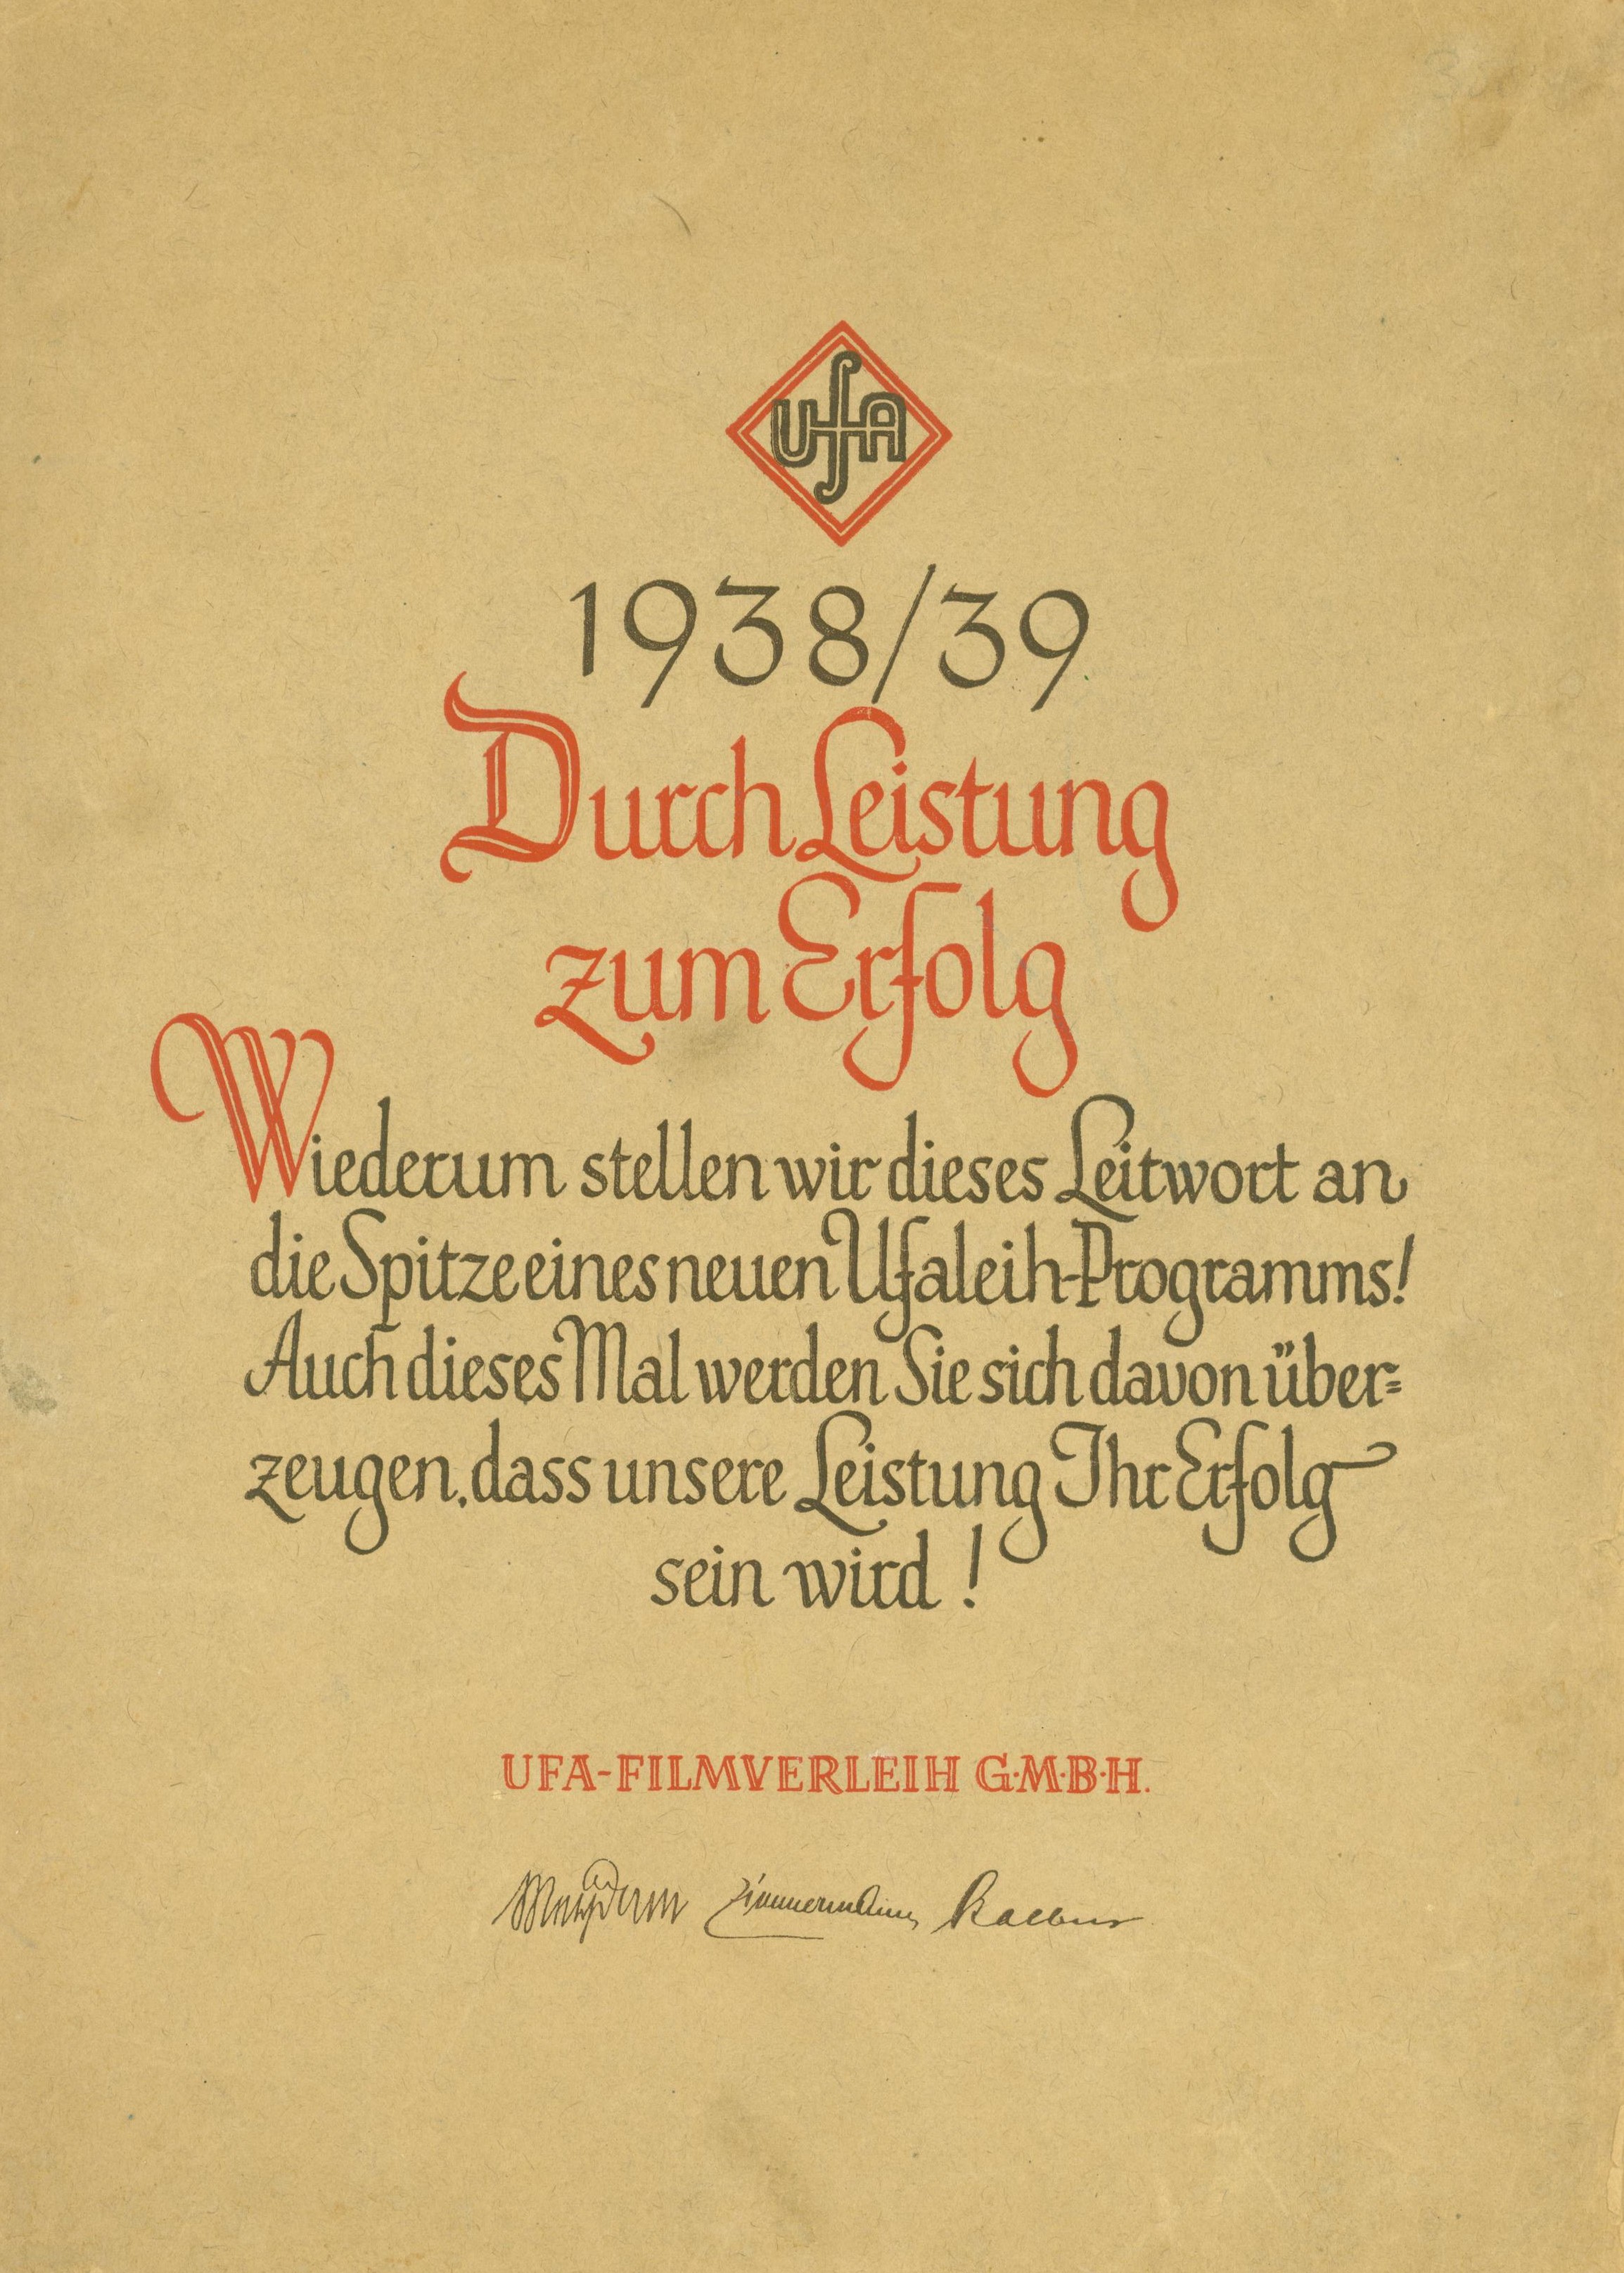 UfA
1938/39
Durch Leistung
zum Erfolg
Wiederum stellen wir dieses Leitwort an
die Spitze eines neuen Ufaleih-Programms!
Auch dieses Mal werden Sie sich davon über=
zeugen, dass unsere Leistung Ihr Erfolg
sein wird!
UFA-FILMVERLEIH G·M·B·H.
Zimmermann